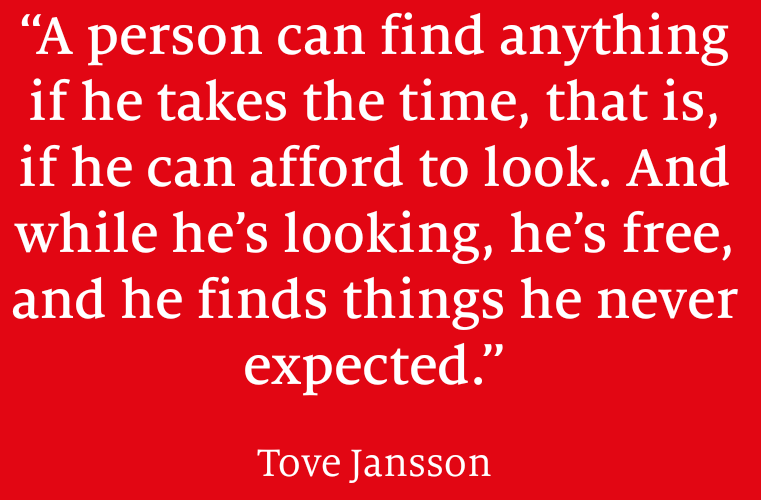 “A person can find anything
if he takes the time, that is,
if he can afford to look. And
while he’s looking, he’s free,
and he finds things he never
expected.”
Tove Jansson